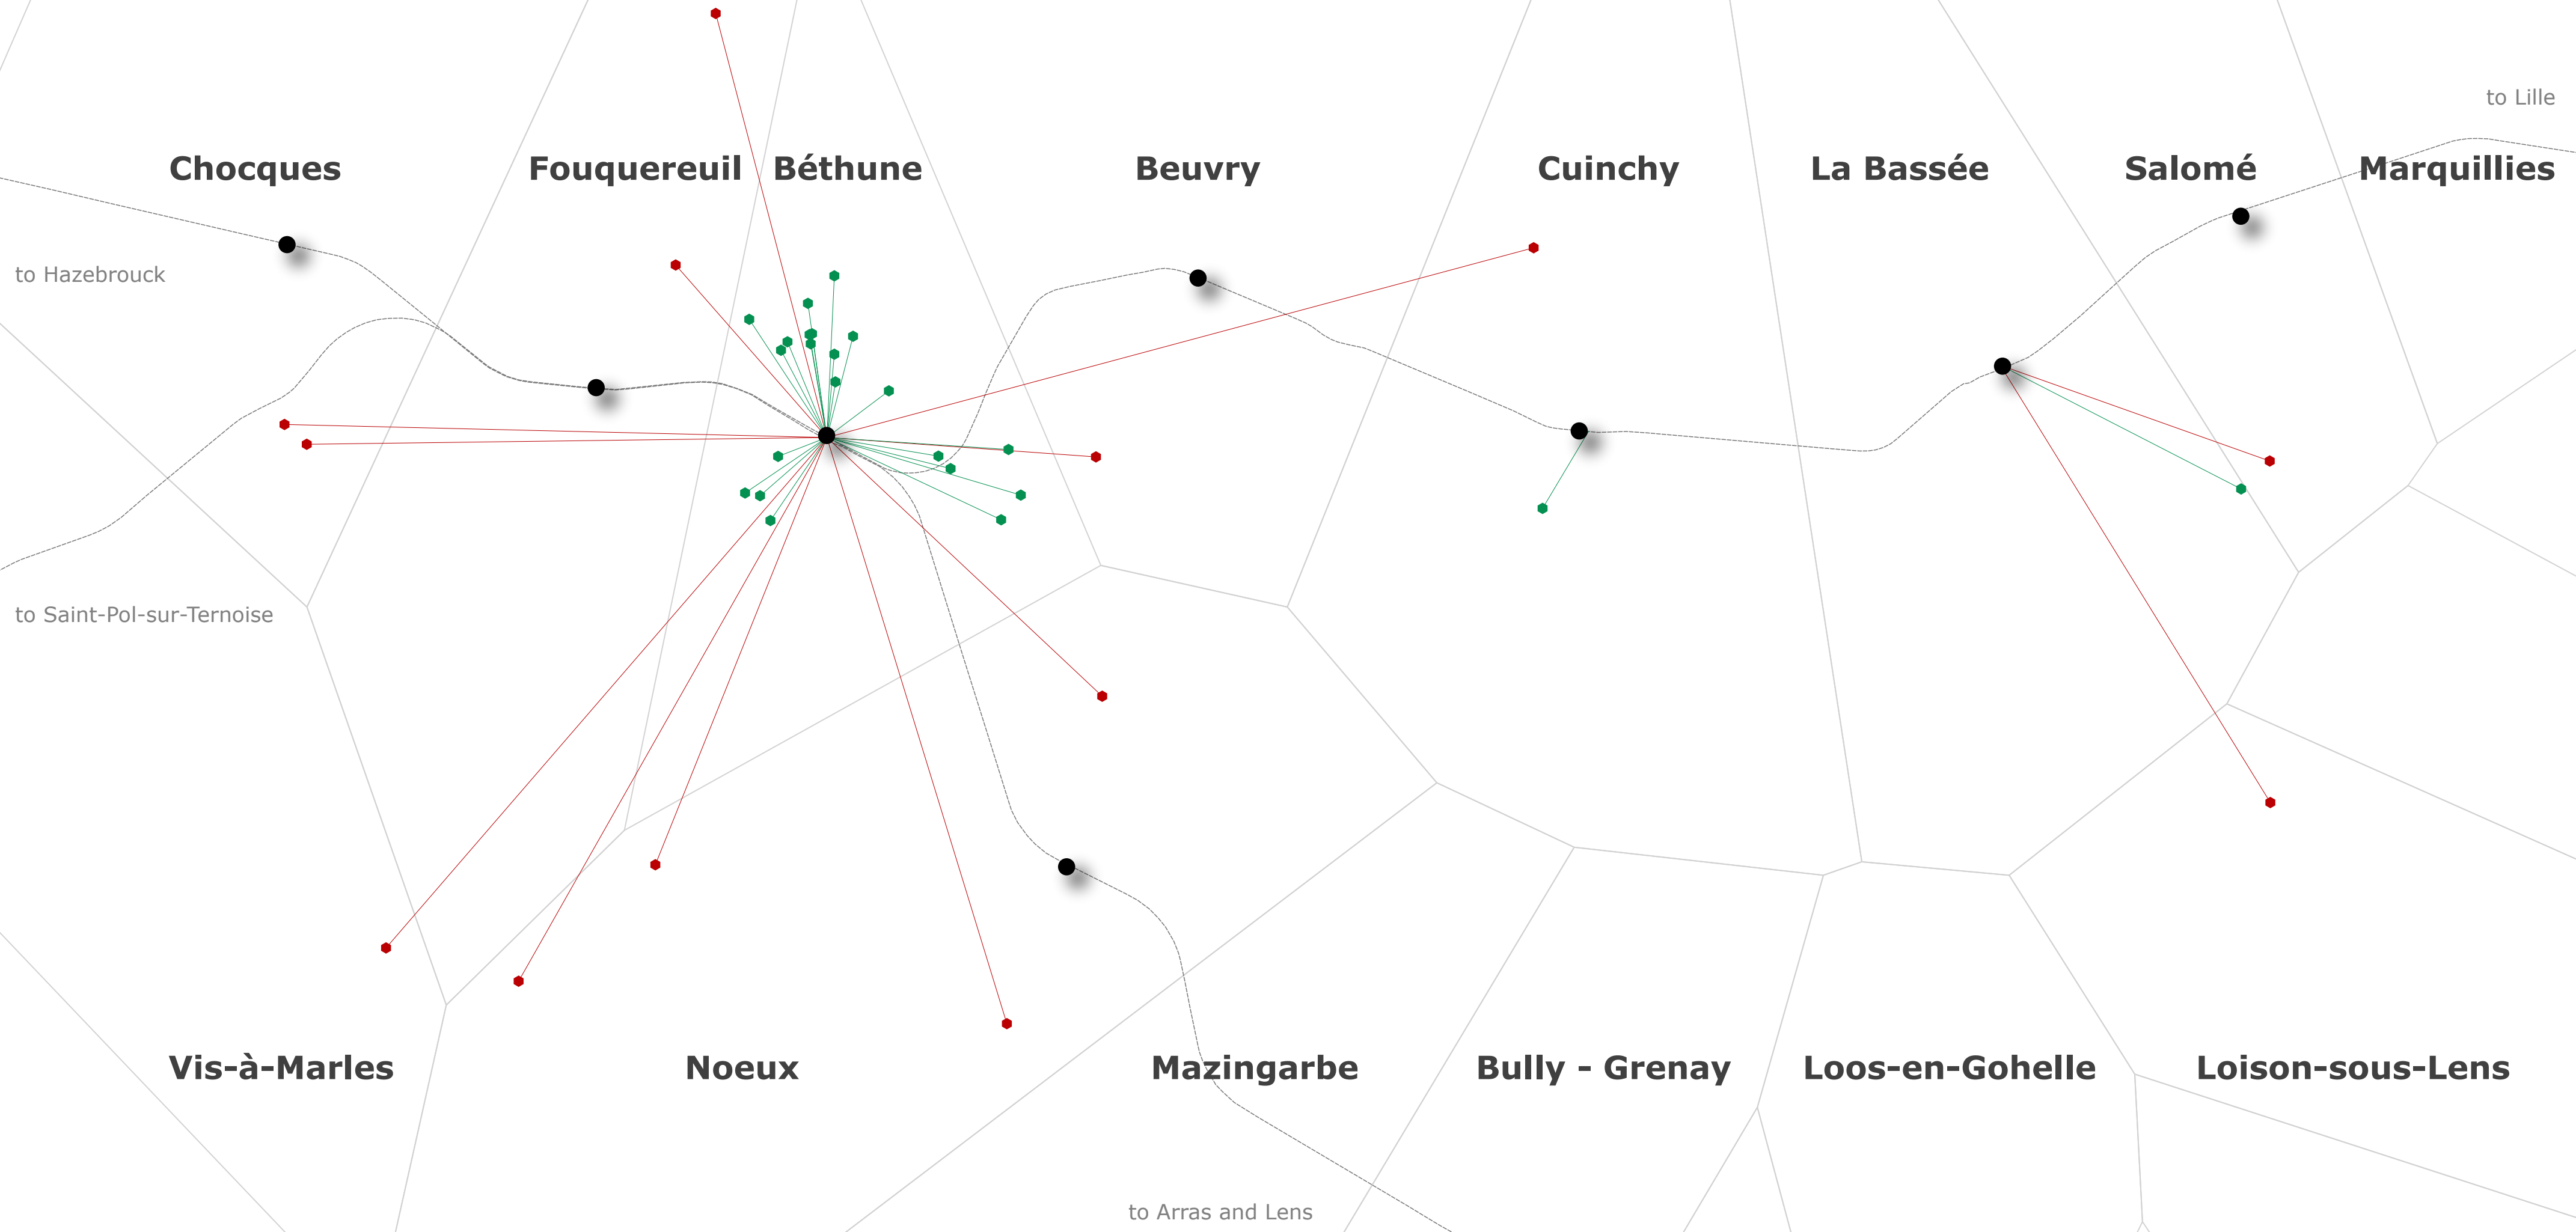 to Lille
Chocques
Fouquereuil
Béthune
Beuvry
Cuinchy
La Bassée
Salomé
Marquillies
to Hazebrouck
to Saint-Pol-sur-Ternoise
Vis-à-Marles
Noeux
Mazingarbe
Bully - Grenay
Loos-en-Gohelle
Loison-sous-Lens
to Arras and Lens